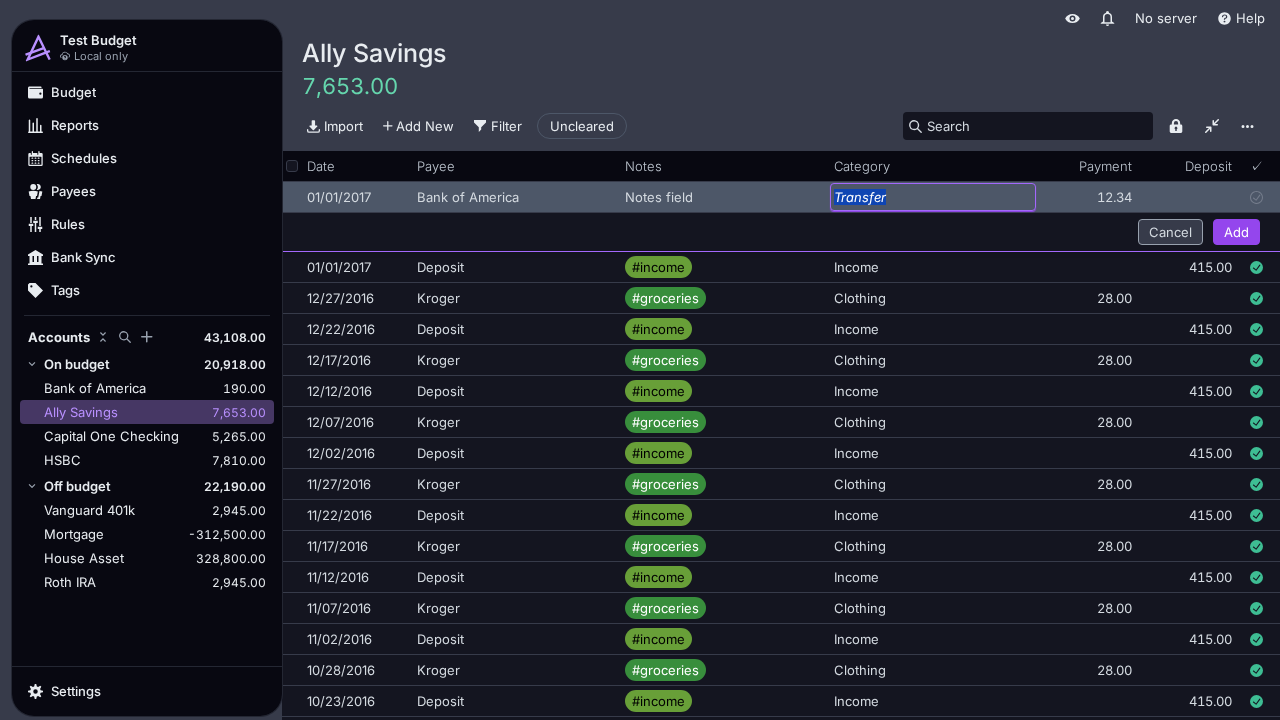 No server
Help
Test Budget
Local only
Budget
Reports
Schedules
Payees
Rules
Bank Sync
Tags
Accounts 43,108.00
On budget 20,918.00
Bank of America 190.00
Ally Savings 7,653.00
Capital One Checking 5,265.00
HSBC 7,810.00
Off budget 22,190.00
Vanguard 401k 2,945.00
Mortgage -312,500.00
House Asset 328,800.00
Roth IRA 2,945.00
Settings
Ally Savings
7,653.00
Import Add New Filter Uncleared Search
Date Payee Notes Category Payment Deposit ✓
01/01/2017 Bank of America Notes field Transfer 12.34
Cancel Add
01/01/2017 Deposit #income Income 415.00
12/27/2016 Kroger #groceries Clothing 28.00
12/22/2016 Deposit #income Income 415.00
12/17/2016 Kroger #groceries Clothing 28.00
12/12/2016 Deposit #income Income 415.00
12/07/2016 Kroger #groceries Clothing 28.00
12/02/2016 Deposit #income Income 415.00
11/27/2016 Kroger #groceries Clothing 28.00
11/22/2016 Deposit #income Income 415.00
11/17/2016 Kroger #groceries Clothing 28.00
11/12/2016 Deposit #income Income 415.00
11/07/2016 Kroger #groceries Clothing 28.00
11/02/2016 Deposit #income Income 415.00
10/28/2016 Kroger #groceries Clothing 28.00
10/23/2016 Deposit #income Income 415.00